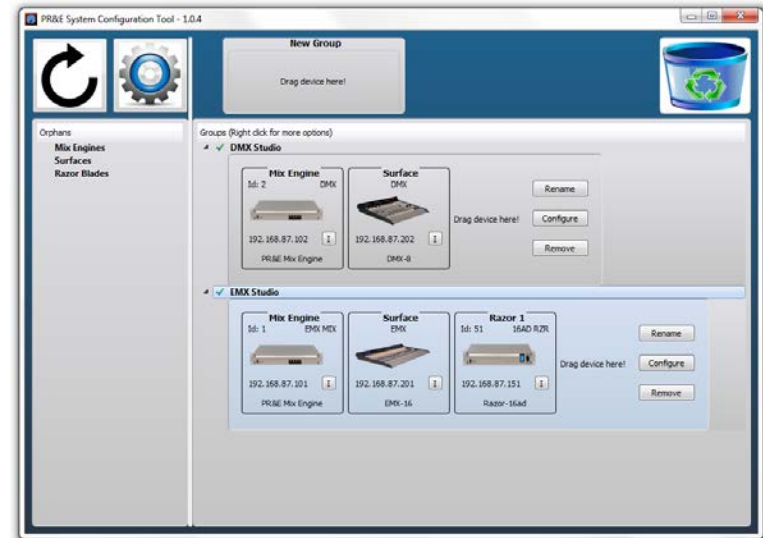 PR&E System Configuration Tool - 1.0.4
New Group
Drag device here!
Orphans
Mix Engines
Surfaces
Razor Blades
Groups (Right click for more options)
DMX Studio
Mix Engine
Id: 2 DMX
192.168.87.102 I
PR&E Mix Engine
Surface
DMX
192.168.87.202 I
DMX-8
Drag device here!
Rename
Configure
Remove
EMX Studio
Mix Engine
Id: 1 EMX MIX
192.168.87.101 I
PR&E Mix Engine
Surface
EMX
192.168.87.201 I
EMX-16
Razor 1
Id: 51 16AD RZR
192.168.87.151 I
Razor-16ad
Drag device here!
Rename
Configure
Remove